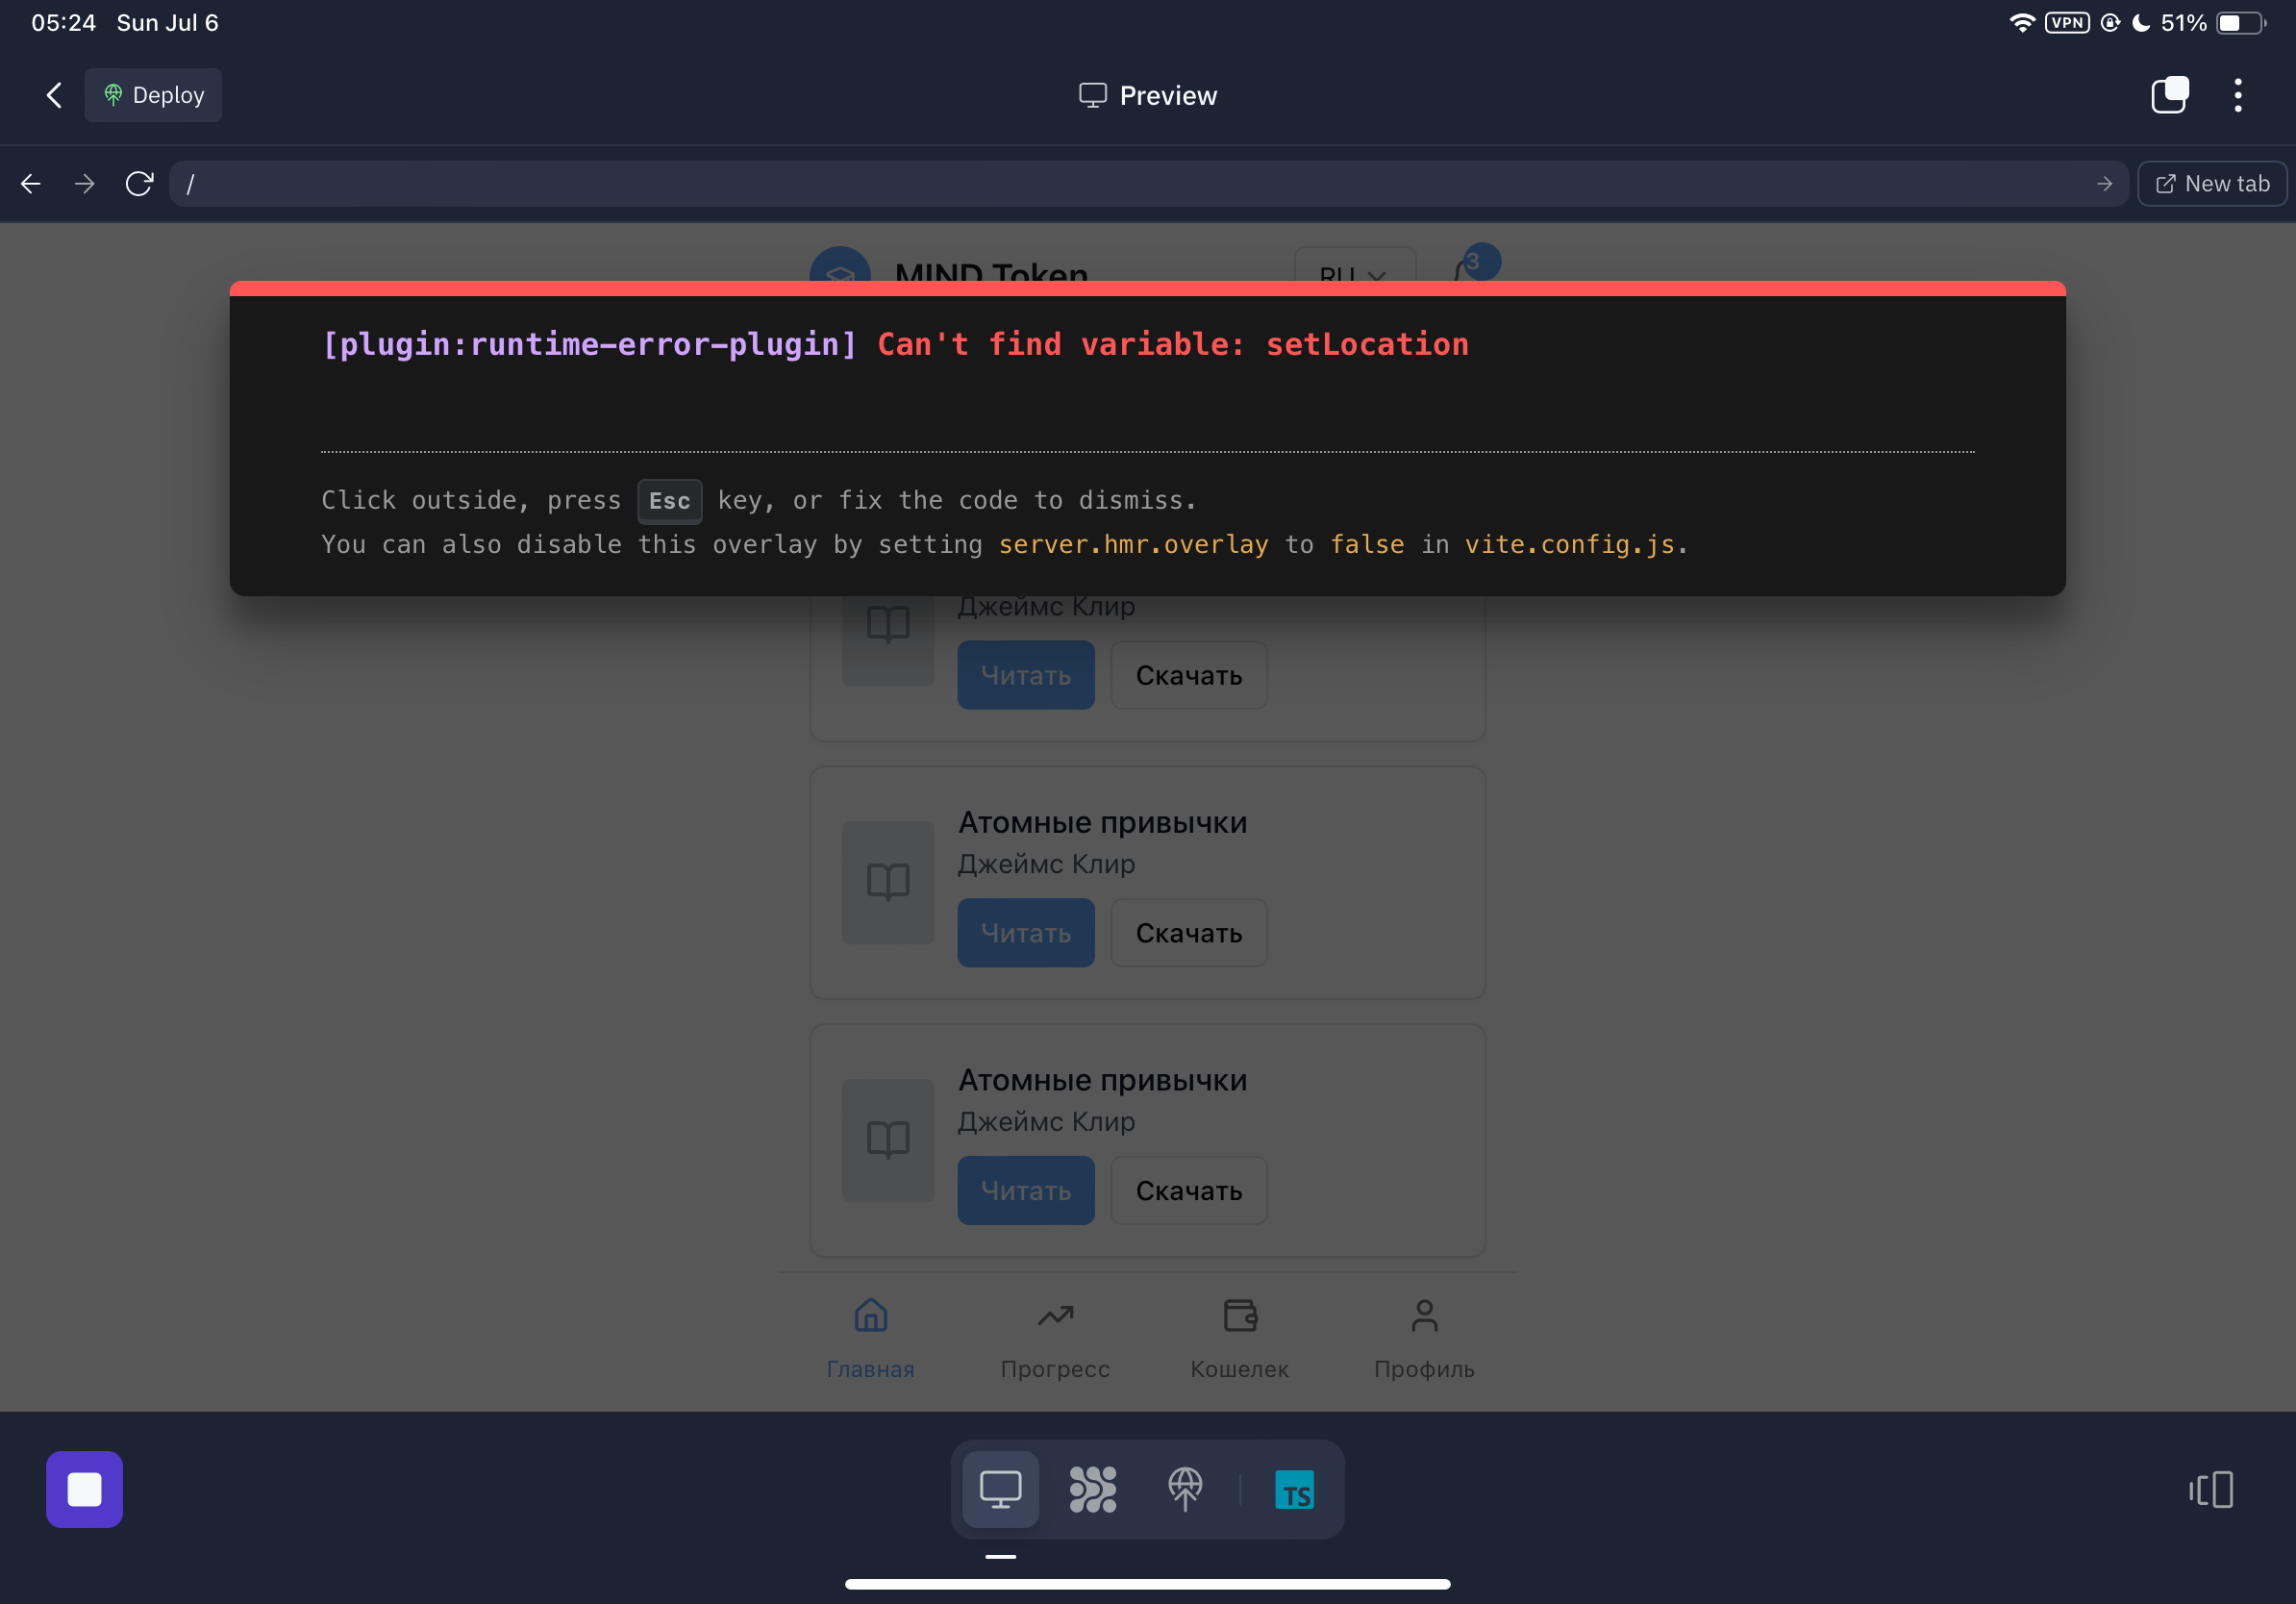 05:24 Sun Jul 6
VPN 51%
Deploy
Preview
/
New tab
MIND Token
RU
3
[plugin:runtime-error-plugin] Can't find variable: setLocation
Click outside, press Esc key, or fix the code to dismiss.
You can also disable this overlay by setting server.hmr.overlay to false in vite.config.js.
Джеймс Клир
Читать
Скачать
Атомные привычки
Джеймс Клир
Читать
Скачать
Атомные привычки
Джеймс Клир
Читать
Скачать
Главная
Прогресс
Кошелек
Профиль
TS